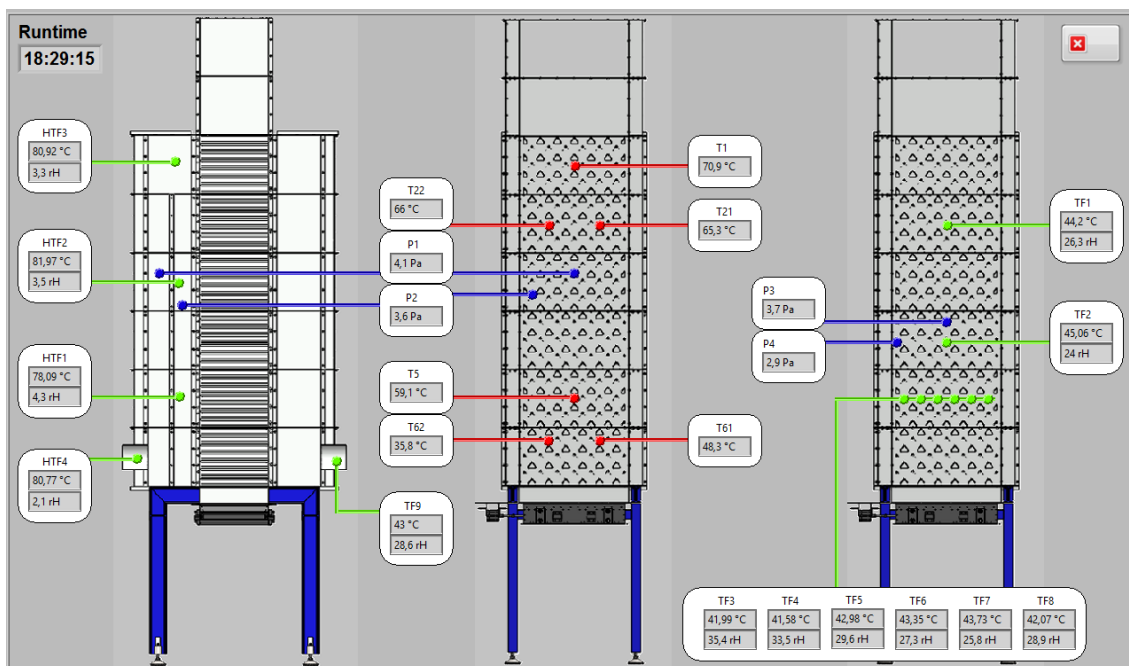 Runtime
18:29:15
HTF3
80,92 °C
3,3 rH
HTF2
81,97 °C
3,5 rH
HTF1
78,09 °C
4,3 rH
HTF4
80,77 °C
2,1 rH
T22
66 °C
P1
4,1 Pa
P2
3,6 Pa
T5
59,1 °C
T62
35,8 °C
TF9
43 °C
28,6 rH
T1
70,9 °C
T21
65,3 °C
T61
48,3 °C
P3
3,7 Pa
P4
2,9 Pa
TF1
44,2 °C
26,3 rH
TF2
45,06 °C
24 rH
TF3 TF4 TF5 TF6 TF7 TF8
41,99 °C 41,58 °C 42,98 °C 43,35 °C 43,73 °C 42,07 °C
35,4 rH 33,5 rH 29,6 rH 27,3 rH 25,8 rH 28,9 rH